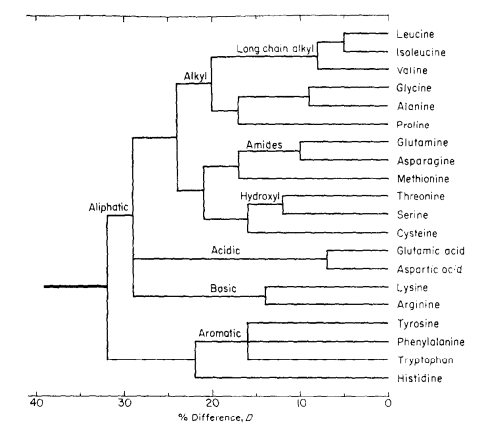 Leucine
Long chain alkyl
Isoleucine
Valine
Alkyl
Glycine
Alanine
Proline
Glutamine
Amides
Asparagine
Methionine
Threonine
Hydroxyl
Serine
Aliphatic
Cysteine
Glutamic acid
Acidic
Aspartic acid
Lysine
Basic
Arginine
Tyrosine
Aromatic
Phenylalanine
Tryptophan
Histidine
40 30 20 10 0
% Difference, D